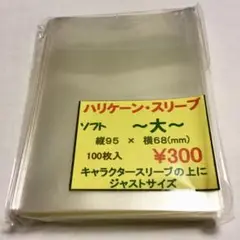 ハリケーン・スリーブ
ソフト ～大～
縦95 × 横68(mm)
100枚入 ¥300
キャラクタースリーブの上に
ジャストサイズ